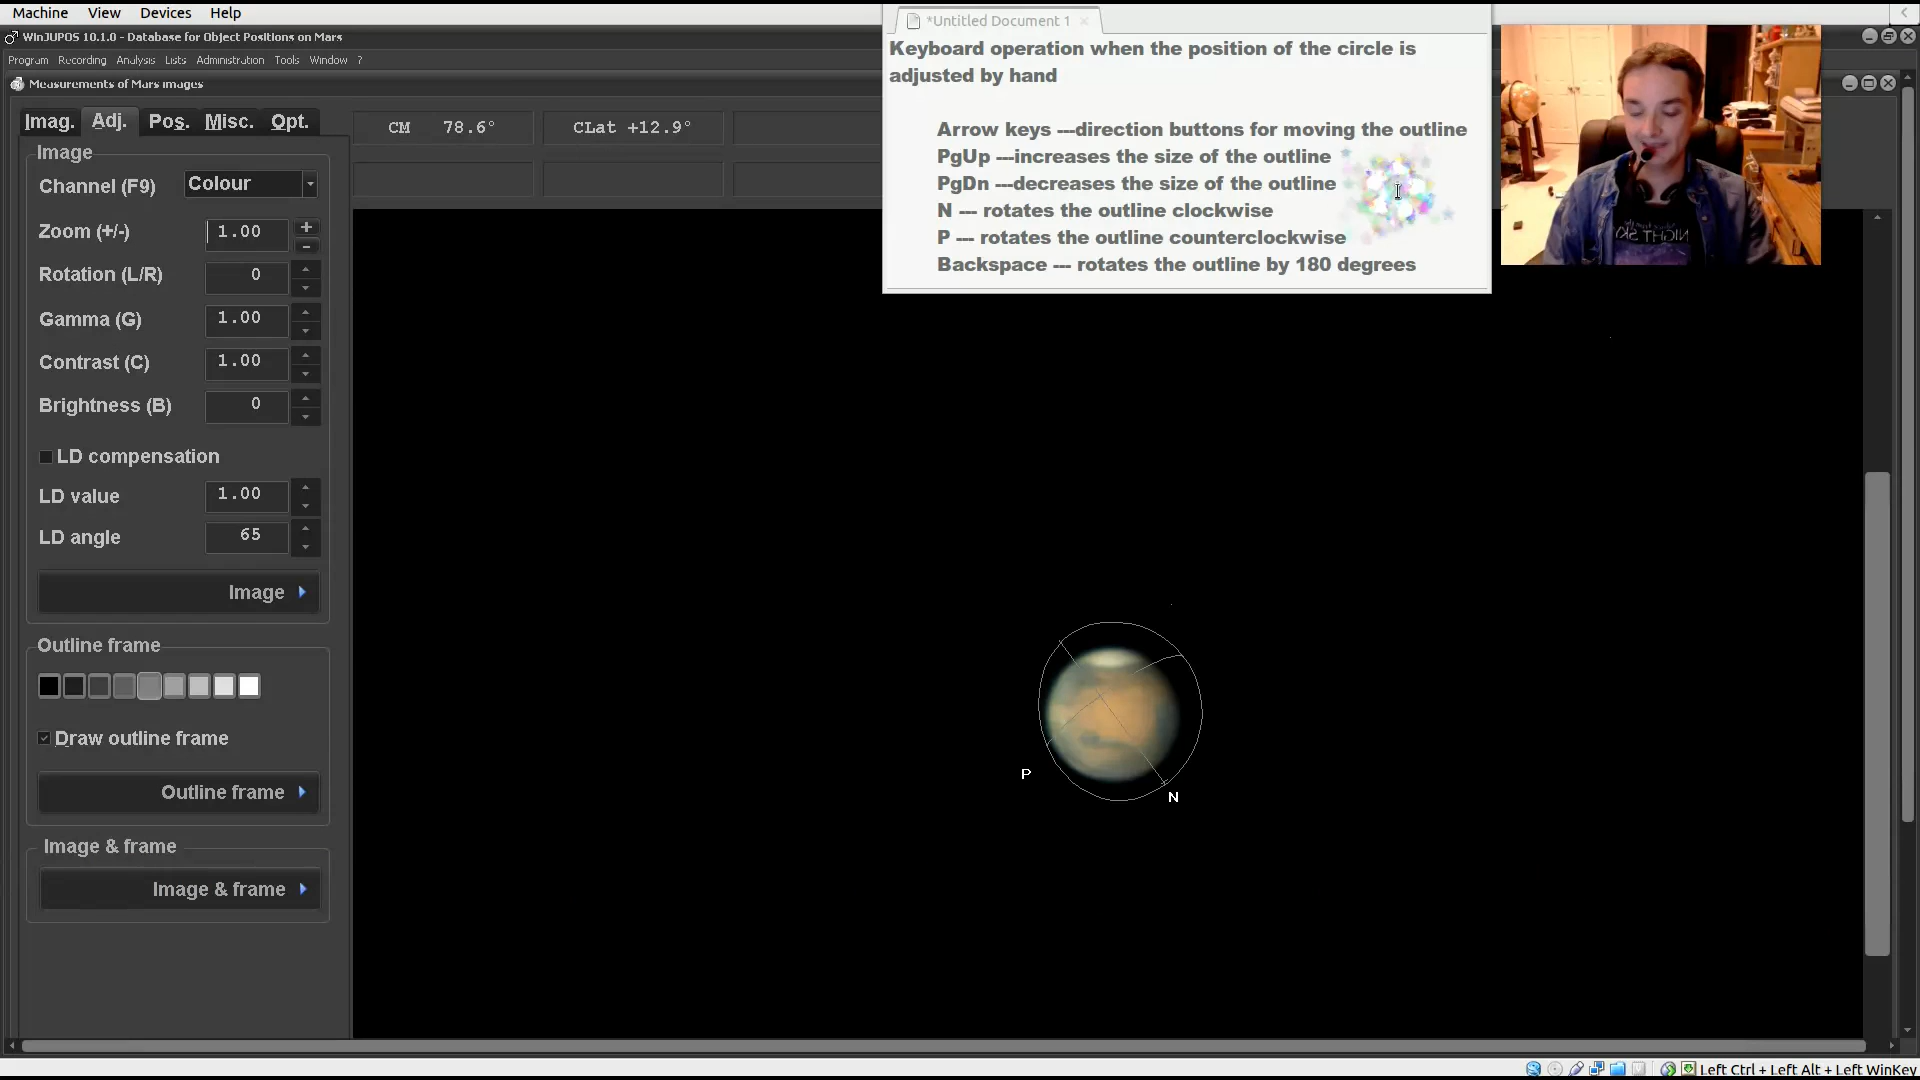 Machine View Devices Help
WinJUPOS 10.1.0 - Database for Object Positions on Mars
Program Recording Analysis Lists Administration Tools Window ?
Measurements of Mars images
Imag. Adj. Pos. Misc. Opt.
CM 78.6° CLat +12.9°
Image
Channel (F9) Colour
Zoom (+/-) 1.00
Rotation (L/R) 0
Gamma (G) 1.00
Contrast (C) 1.00
Brightness (B) 0
LD compensation
LD value 1.00
LD angle 65
Image
Outline frame
Draw outline frame
Outline frame
Image & frame
Image & frame
*Untitled Document 1
Keyboard operation when the position of the circle is
adjusted by hand
Arrow keys ---direction buttons for moving the outline
PgUp ---increases the size of the outline
PgDn ---decreases the size of the outline
N --- rotates the outline clockwise
P --- rotates the outline counterclockwise
Backspace --- rotates the outline by 180 degrees
P
N
Left Ctrl + Left Alt + Left WinKey